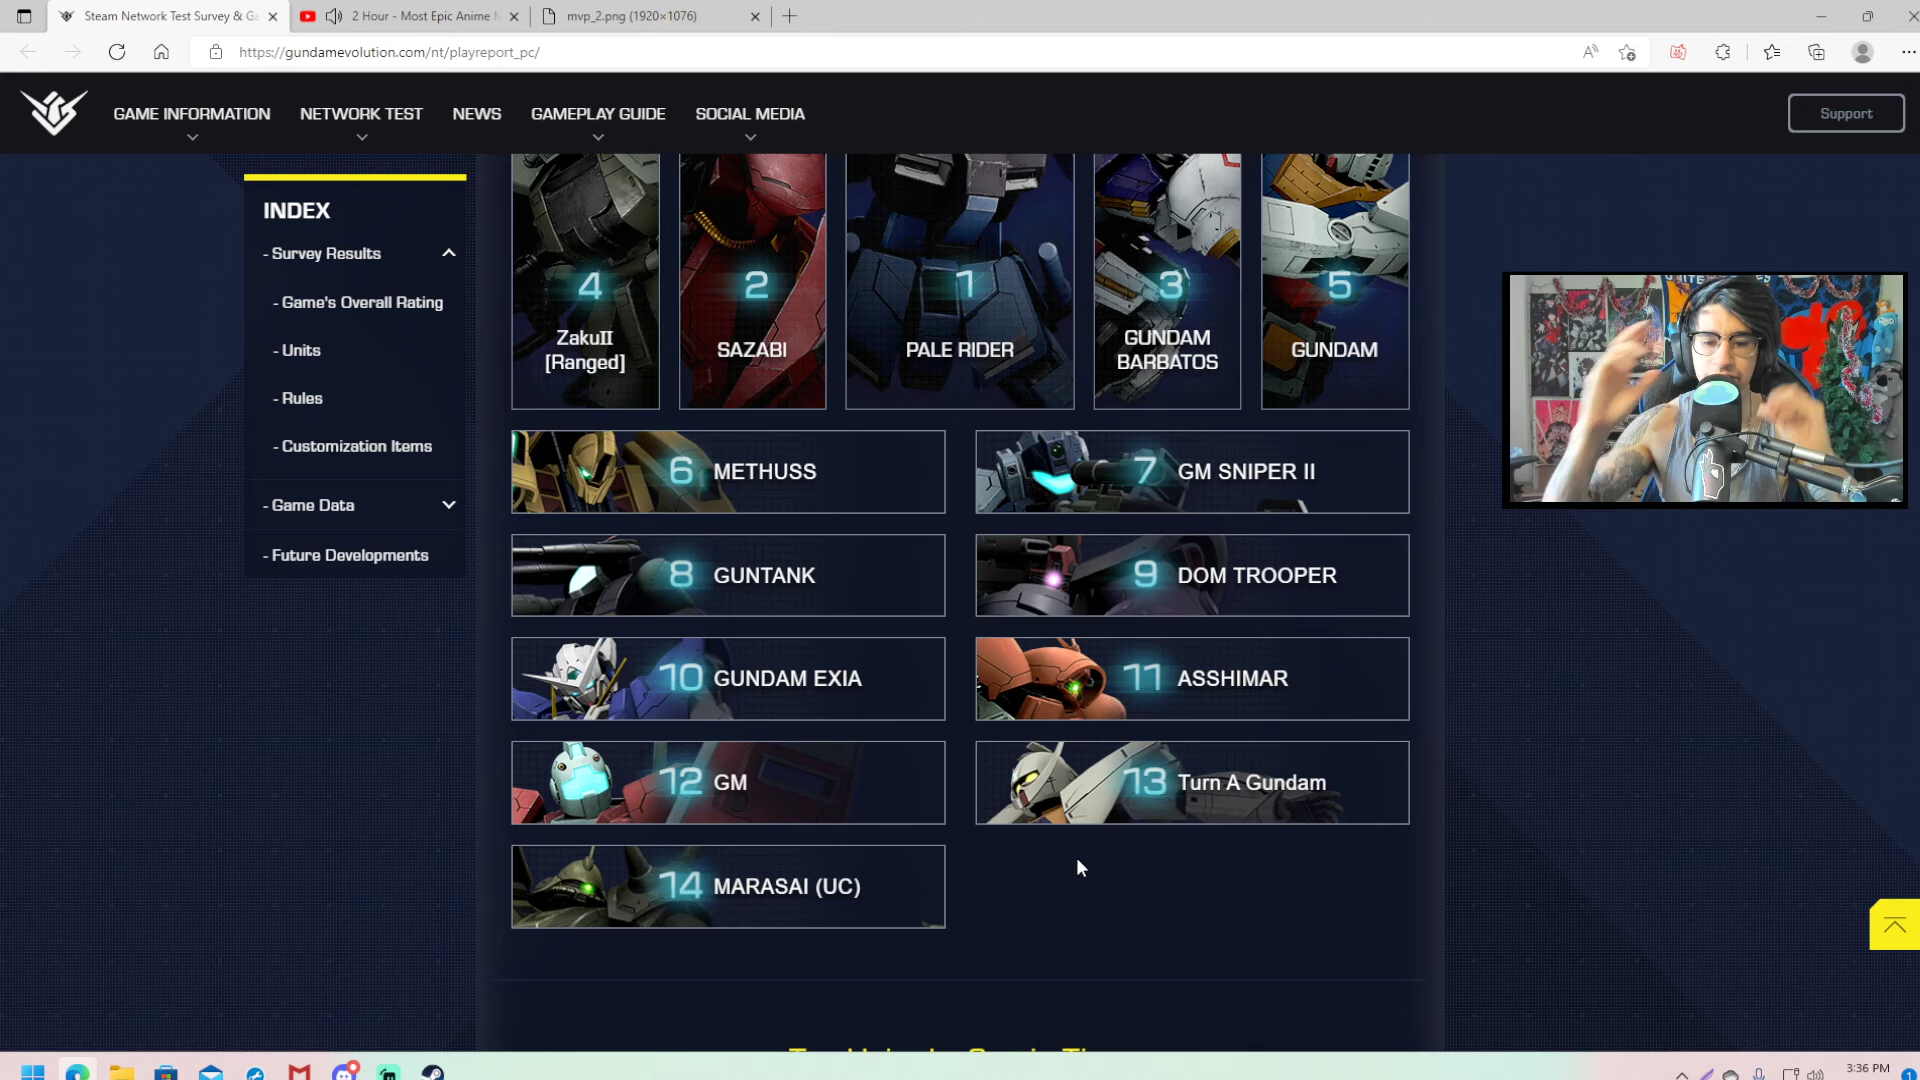 Steam Network Test Survey & Ga
2 Hour - Most Epic Anime
mvp_2.png (1920×1076)
https://gundamevolution.com/nt/playreport_pc/
GAME INFORMATION
NETWORK TEST
NEWS
GAMEPLAY GUIDE
SOCIAL MEDIA
Support
INDEX
- Survey Results
- Game's Overall Rating
- Units
- Rules
- Customization Items
- Game Data
- Future Developments
4
ZakuII
[Ranged]
2
SAZABI
1
PALE RIDER
3
GUNDAM
BARBATOS
5
GUNDAM
6 METHUSS
7 GM SNIPER II
8 GUNTANK
9 DOM TROOPER
10 GUNDAM EXIA
11 ASSHIMAR
12 GM
13 Turn A Gundam
14 MARASAI (UC)
3:36 PM
1